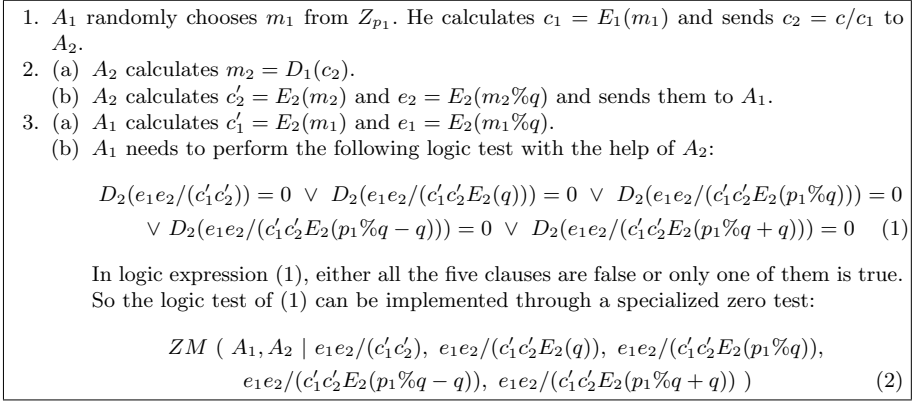 1. A₁ randomly chooses m₁ from Z_{p₁}. He calculates c₁ = E₁(m₁) and sends c₂ = c/c₁ to
A₂.
2. (a) A₂ calculates m₂ = D₁(c₂).
(b) A₂ calculates c′₂ = E₂(m₂) and e₂ = E₂(m₂%q) and sends them to A₁.
3. (a) A₁ calculates c′₁ = E₂(m₁) and e₁ = E₂(m₁%q).
(b) A₁ needs to perform the following logic test with the help of A₂:
D₂(e₁e₂/(c′₁c′₂)) = 0 ∨ D₂(e₁e₂/(c′₁c′₂E₂(q))) = 0 ∨ D₂(e₁e₂/(c′₁c′₂E₂(p₁%q))) = 0
∨ D₂(e₁e₂/(c′₁c′₂E₂(p₁%q − q))) = 0 ∨ D₂(e₁e₂/(c′₁c′₂E₂(p₁%q + q))) = 0 (1)
In logic expression (1), either all the five clauses are false or only one of them is true.
So the logic test of (1) can be implemented through a specialized zero test:
ZM ( A₁, A₂ | e₁e₂/(c′₁c′₂), e₁e₂/(c′₁c′₂E₂(q)), e₁e₂/(c′₁c′₂E₂(p₁%q)),
e₁e₂/(c′₁c′₂E₂(p₁%q − q)), e₁e₂/(c′₁c′₂E₂(p₁%q + q)) ) (2)